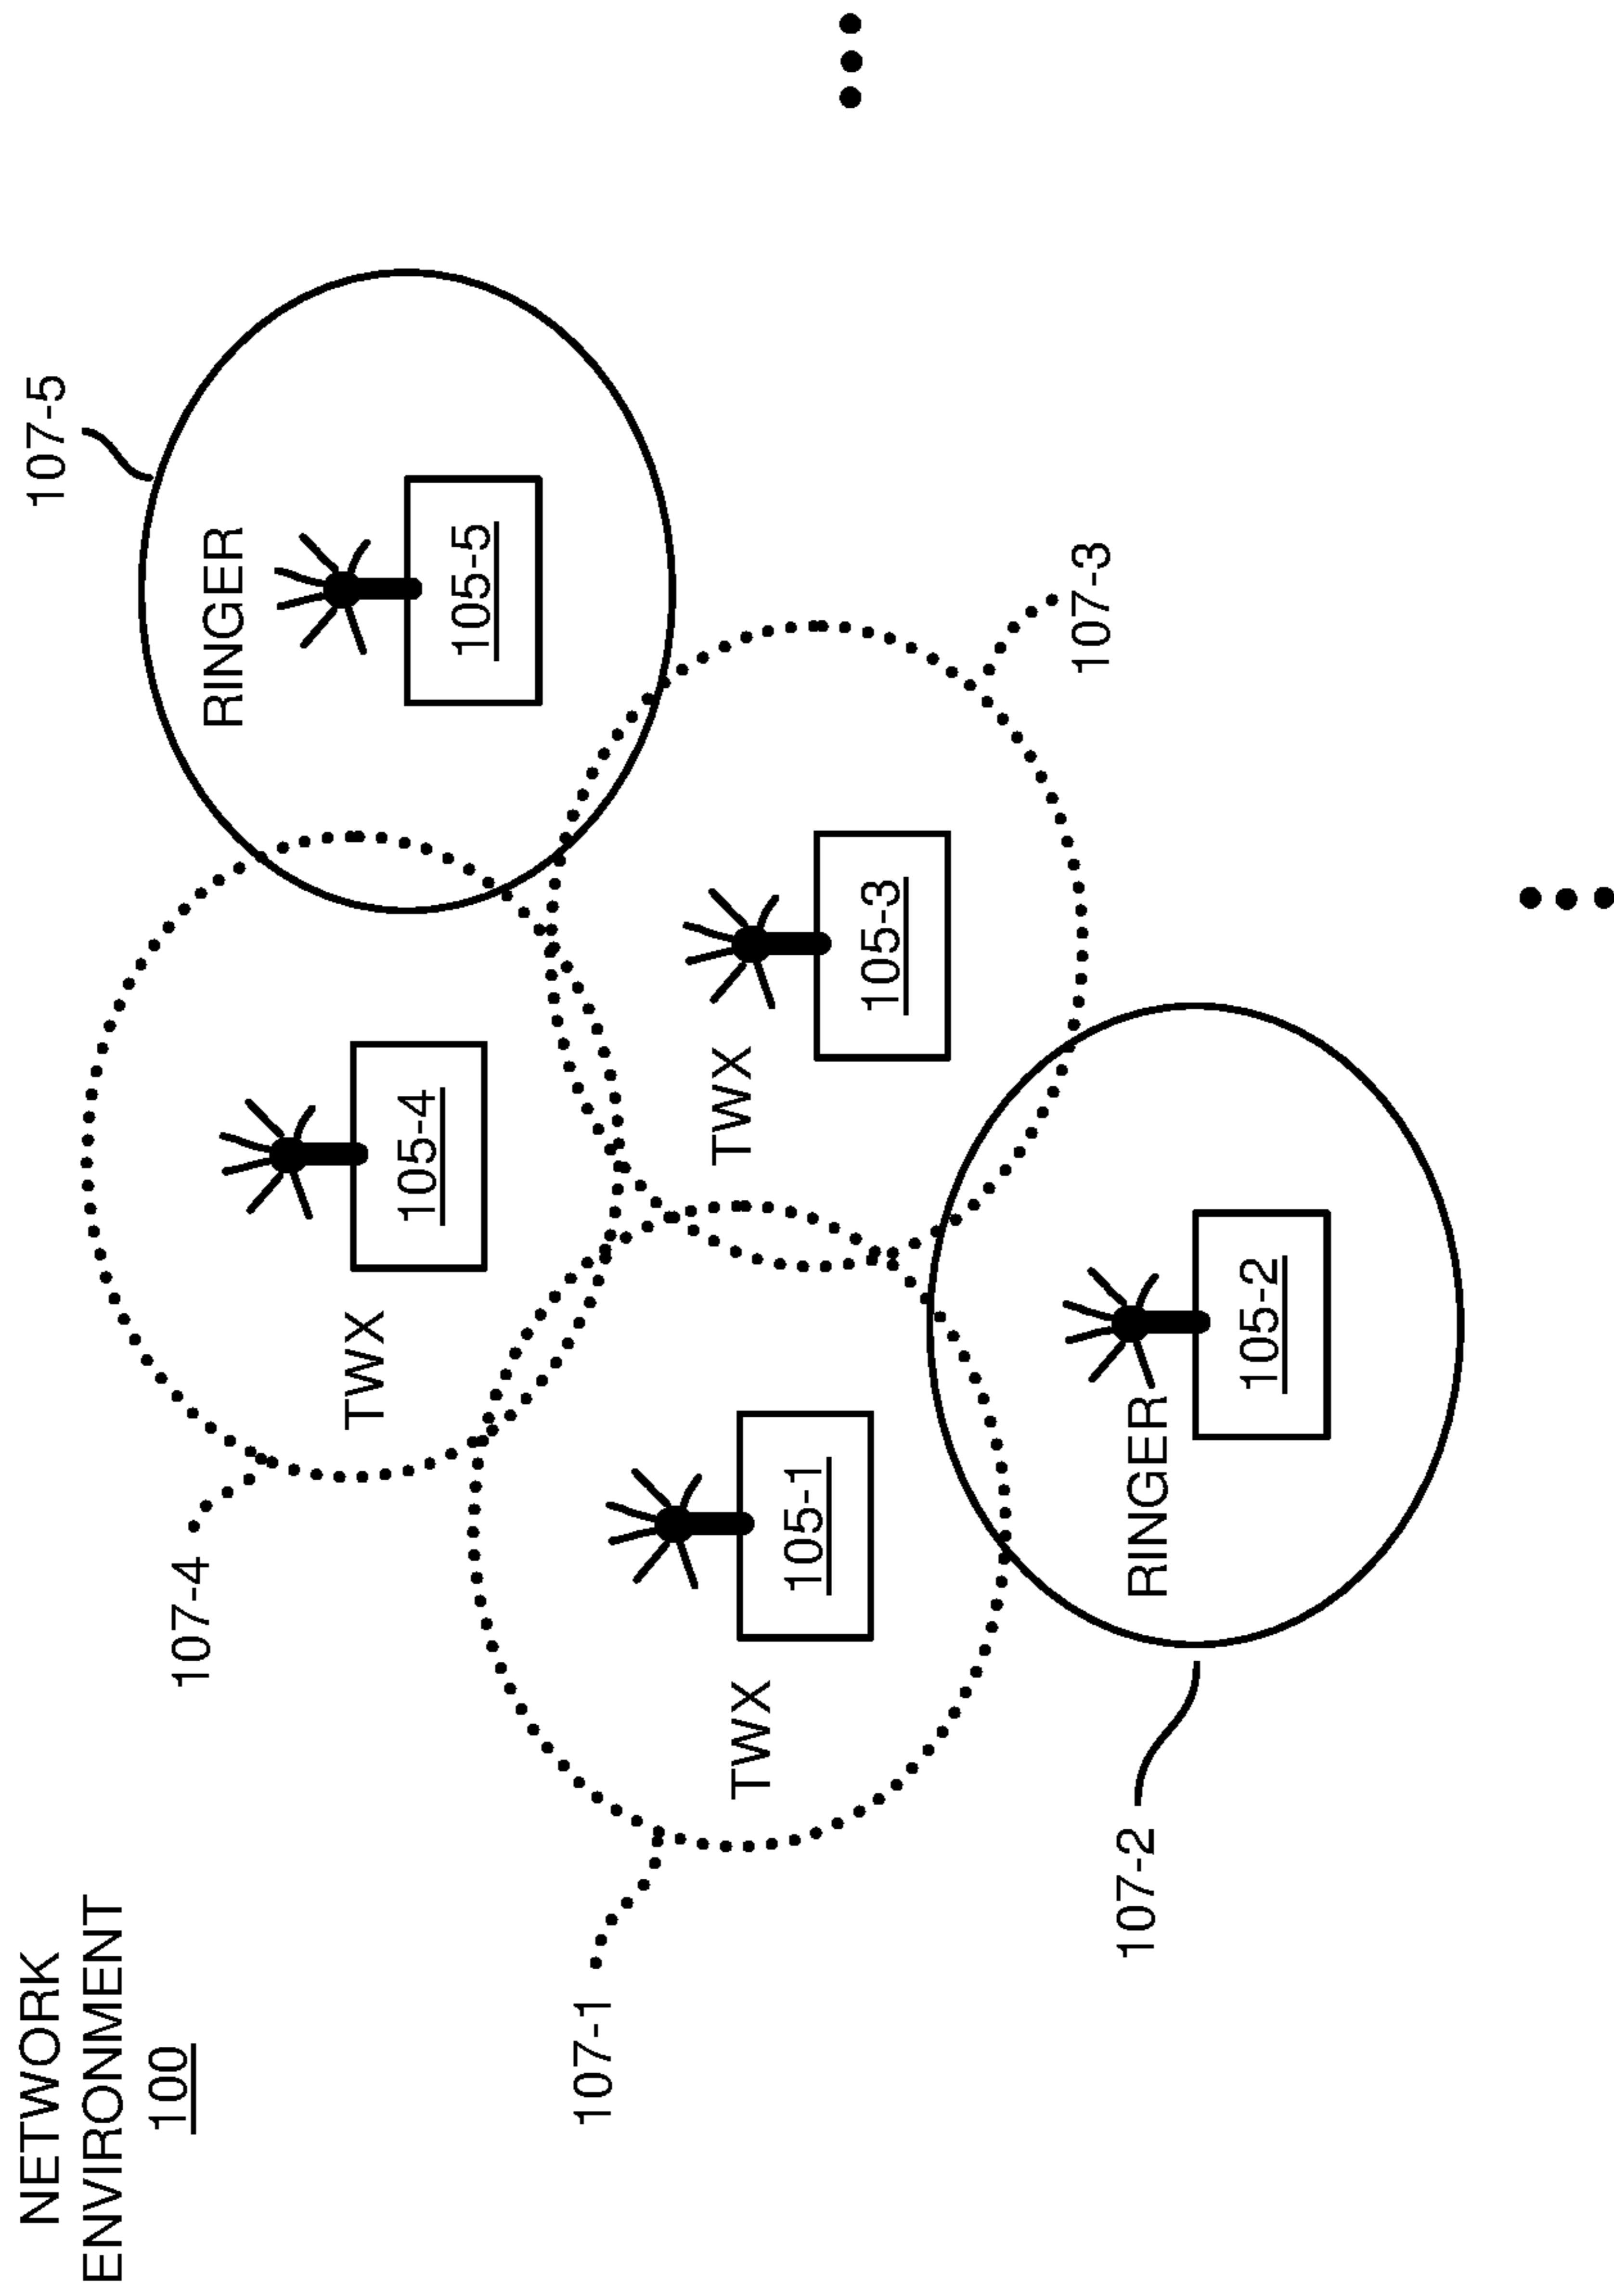 NETWORK
ENVIRONMENT
100
107-5
RINGER
105-5
107-4
TWX
105-4
107-1
TWX
105-1
TWX
105-3
107-3
107-2
RINGER
105-2